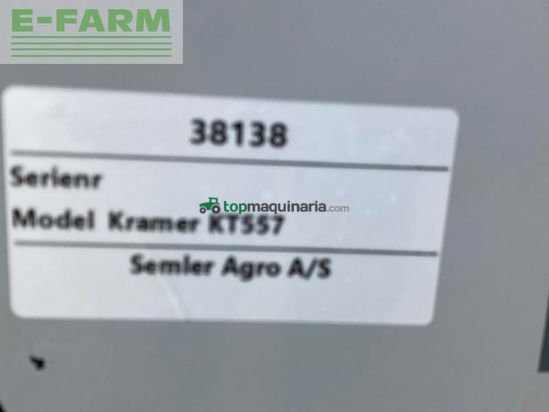 E-FARM
38138
Serienr
topmaquinaria.com
Model Kramer KT557
Semler Agro A/S